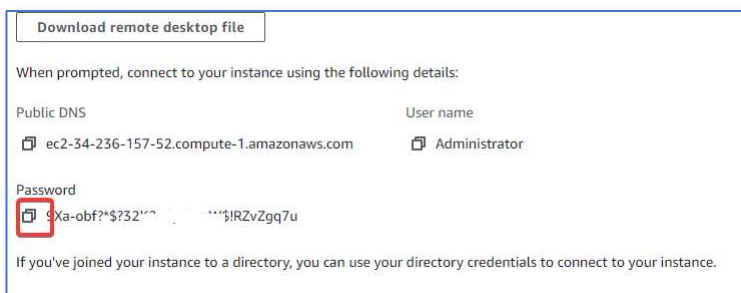 Download remote desktop file
When prompted, connect to your instance using the following details:
Public DNS User name
ec2-34-236-157-52.compute-1.amazonaws.com Administrator
Password
If you've joined your instance to a directory, you can use your directory credentials to connect to your instance.